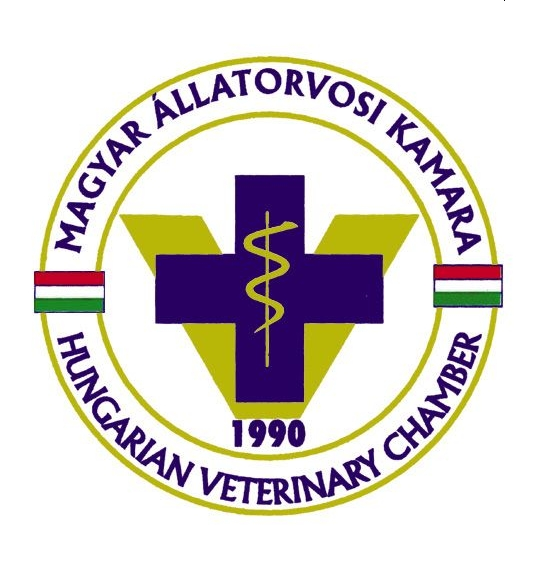 MAGYAR ÁLLATORVOSI KAMARA
1990
HUNGARIAN VETERINARY CHAMBER